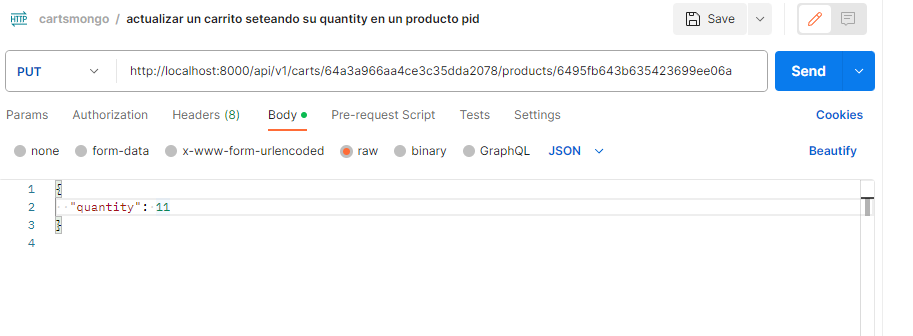 HTTP cartsmongo / actualizar un carrito seteando su quantity en un producto pid Save
PUT http://localhost:8000/api/v1/carts/64a3a966aa4ce3c35dda2078/products/6495fb643b635423699ee06a Send
Params Authorization Headers (8) Body Pre-request Script Tests Settings Cookies
none form-data x-www-form-urlencoded raw binary GraphQL JSON Beautify
1 {
2 "quantity": 11
3 }
4